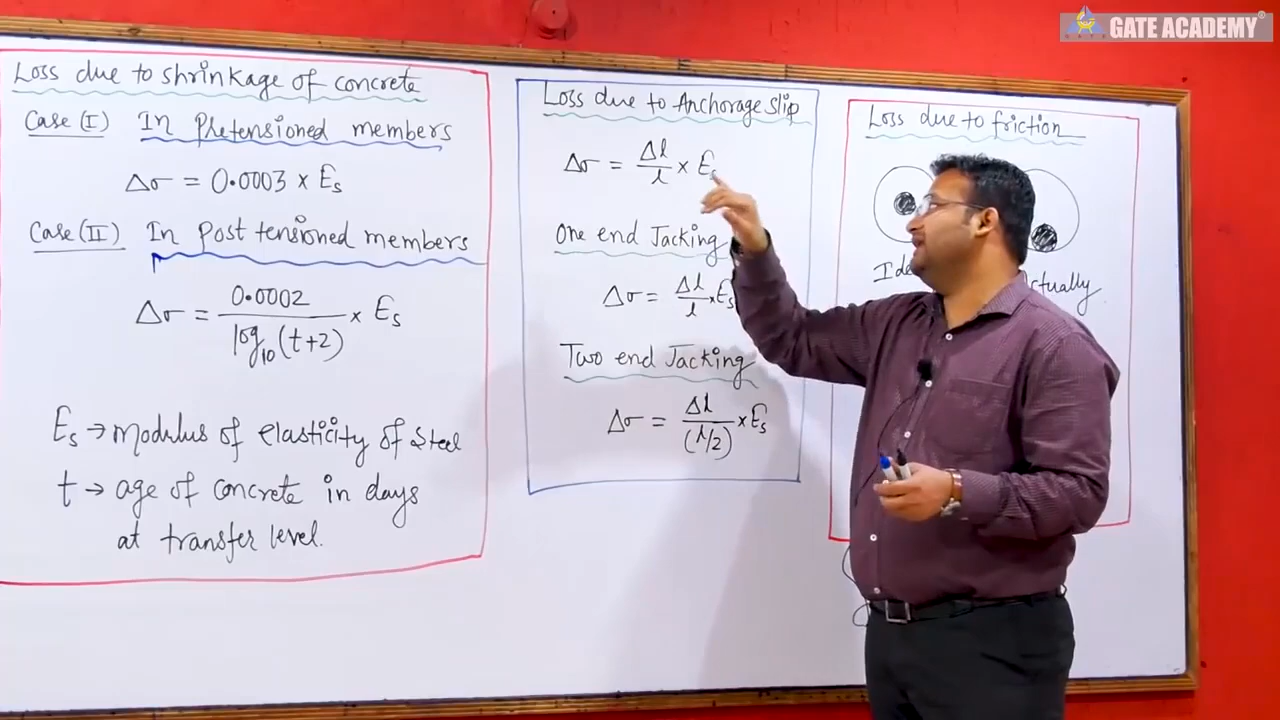 GATE ACADEMY
Loss due to shrinkage of concrete
Case (I) In Pretensioned members
Δσ = 0.0003 × Es
Case (II) In Post tensioned members
Δσ = 0.0002 / log10(t+2) × Es
Es → Modulus of elasticity of Steel
t → age of concrete in days
at transfer level.
Loss due to Anchorage slip
Δσ = Δl / l × Es
One end Jacking
Δσ = Δl / l × Es
Two end Jacking
Δσ = Δl / (l/2) × Es
Loss due to friction